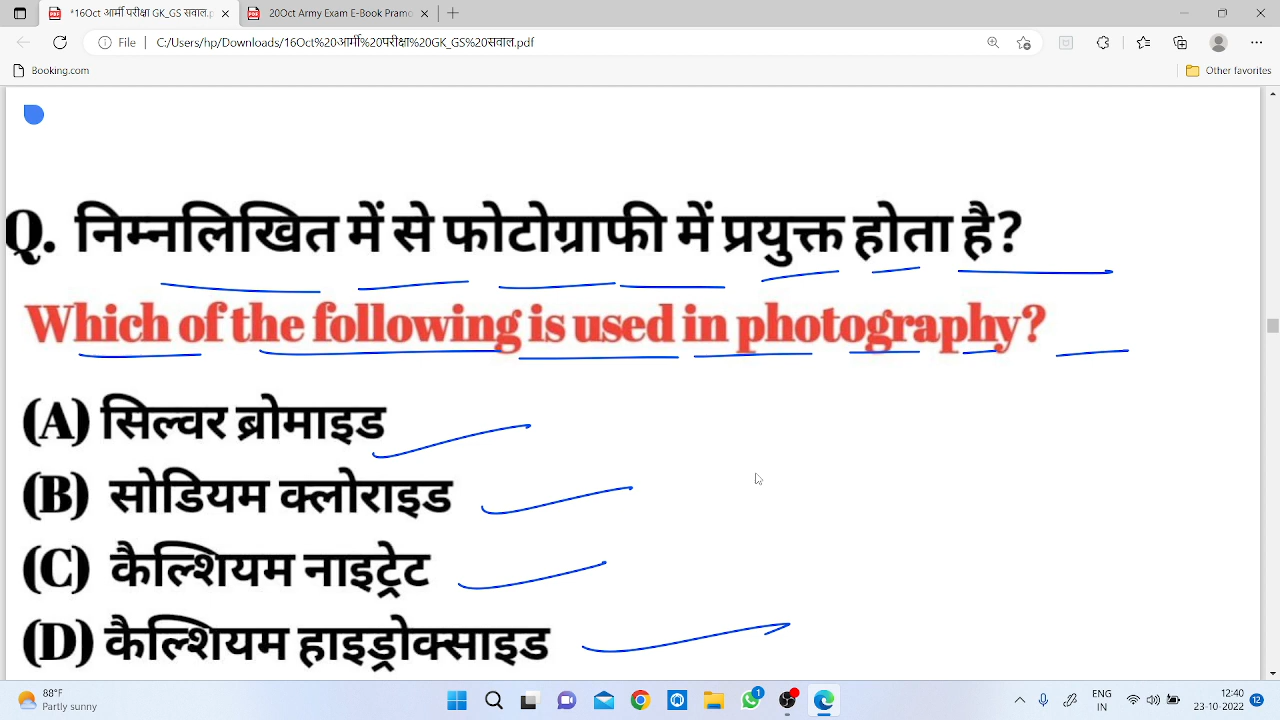 *16Oct आर्मी परीक्षा GK_GS सवाल.p
20Oct Army Exam E-Book Pramo
File
C:/Users/hp/Downloads/16Oct%20आर्मी%20परीक्षा%20GK_GS%20सवाल.pdf
Booking.com
Other favorites
Q. निम्नलिखित में से फोटोग्राफी में प्रयुक्त होता है?
Which of the following is used in photography?
(A) सिल्वर ब्रोमाइड
(B) सोडियम क्लोराइड
(C) कैल्शियम नाइट्रेट
(D) कैल्शियम हाइड्रोक्साइड
88°F
Partly sunny
1
ENG
IN
23-10-2022
12